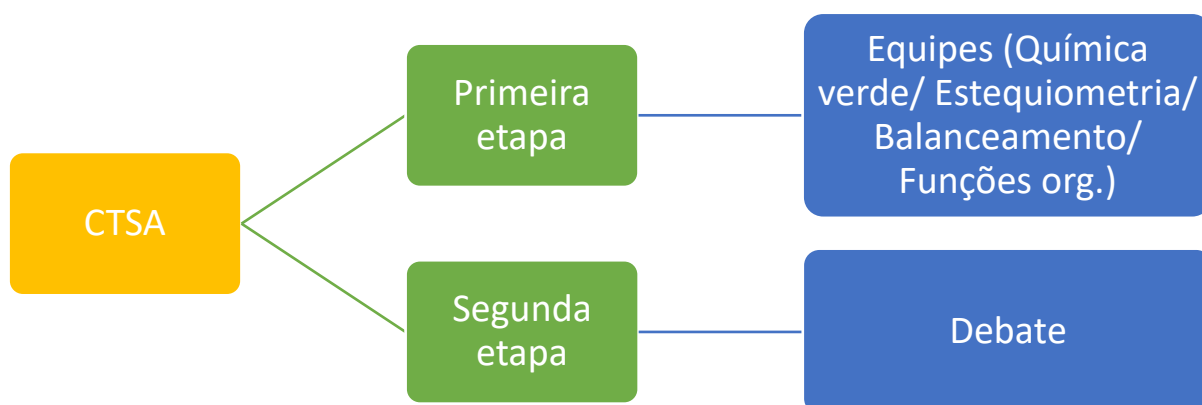 CTSA
Primeira
etapa
Equipes (Química
verde/ Estequiometria/
Balanceamento/
Funções org.)
Segunda
etapa
Debate